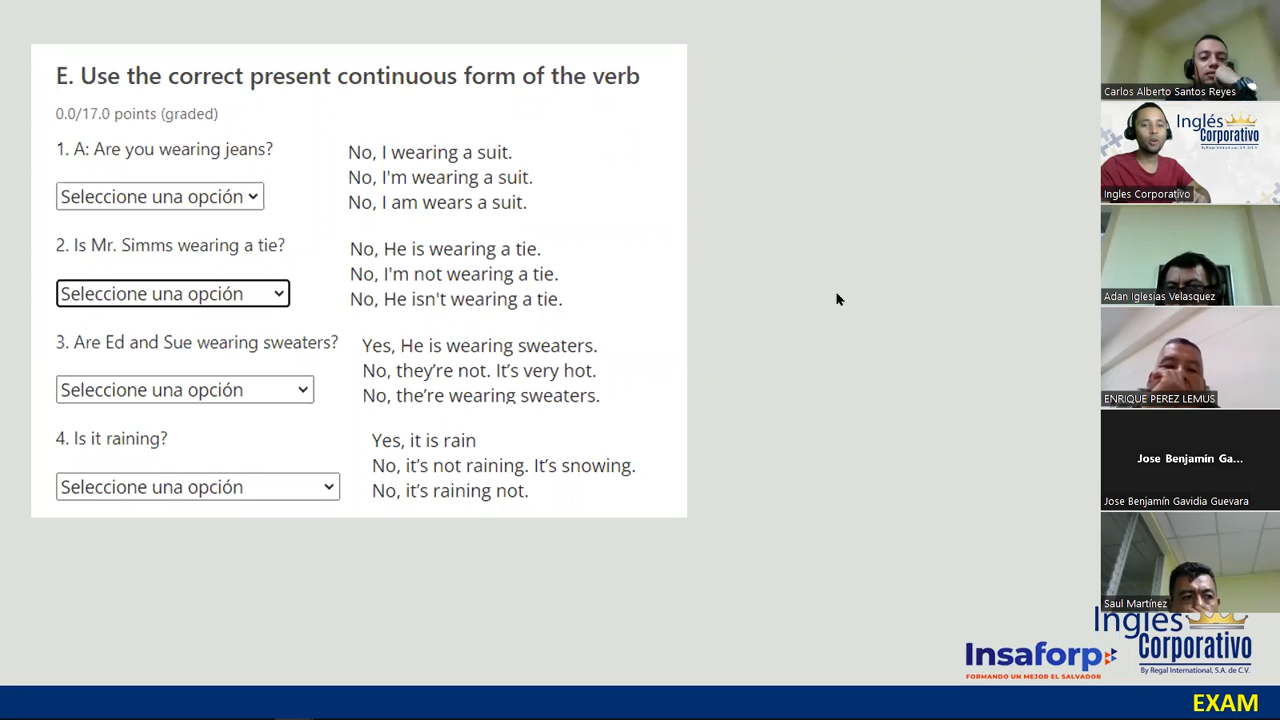 E. Use the correct present continuous form of the verb
0.0/17.0 points (graded)
1. A: Are you wearing jeans?
Seleccione una opción
No, I wearing a suit.
No, I'm wearing a suit.
No, I am wears a suit.
2. Is Mr. Simms wearing a tie?
Seleccione una opción
No, He is wearing a tie.
No, I'm not wearing a tie.
No, He isn't wearing a tie.
3. Are Ed and Sue wearing sweaters?
Seleccione una opción
Yes, He is wearing sweaters.
No, they’re not. It’s very hot.
No, the’re wearing sweaters.
4. Is it raining?
Seleccione una opción
Yes, it is rain
No, it’s not raining. It’s snowing.
No, it’s raining not.
Carlos Alberto Santos Reyes
Inglés
Corporativo
By Regal International, S.A. de C.V.
Ingles Corporativo
Adan Iglesias Velasquez
ENRIQUE PEREZ LEMUS
Jose Benjamín Ga...
Jose Benjamín Gavidia Guevara
Saul Martínez
Insaforp
FORMANDO UN MEJOR EL SALVADOR
Inglés
Corporativo
By Regal International, S.A. de C.V.
EXAM